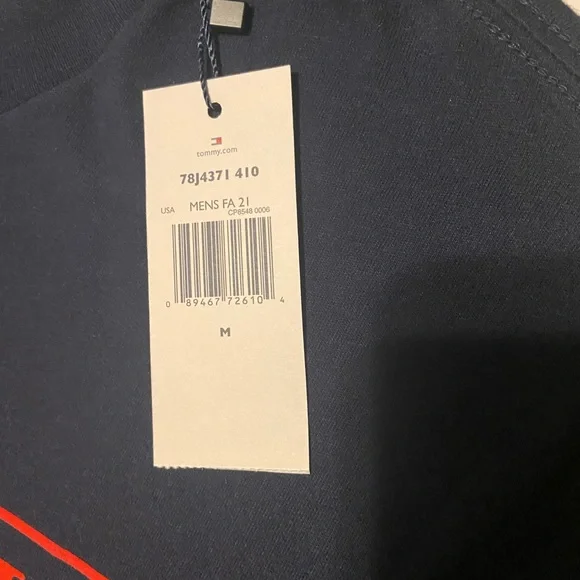 tommy.com
78J4371 410
USA MENS FA 21
CP8548 0006
0 89467 72610 4
M